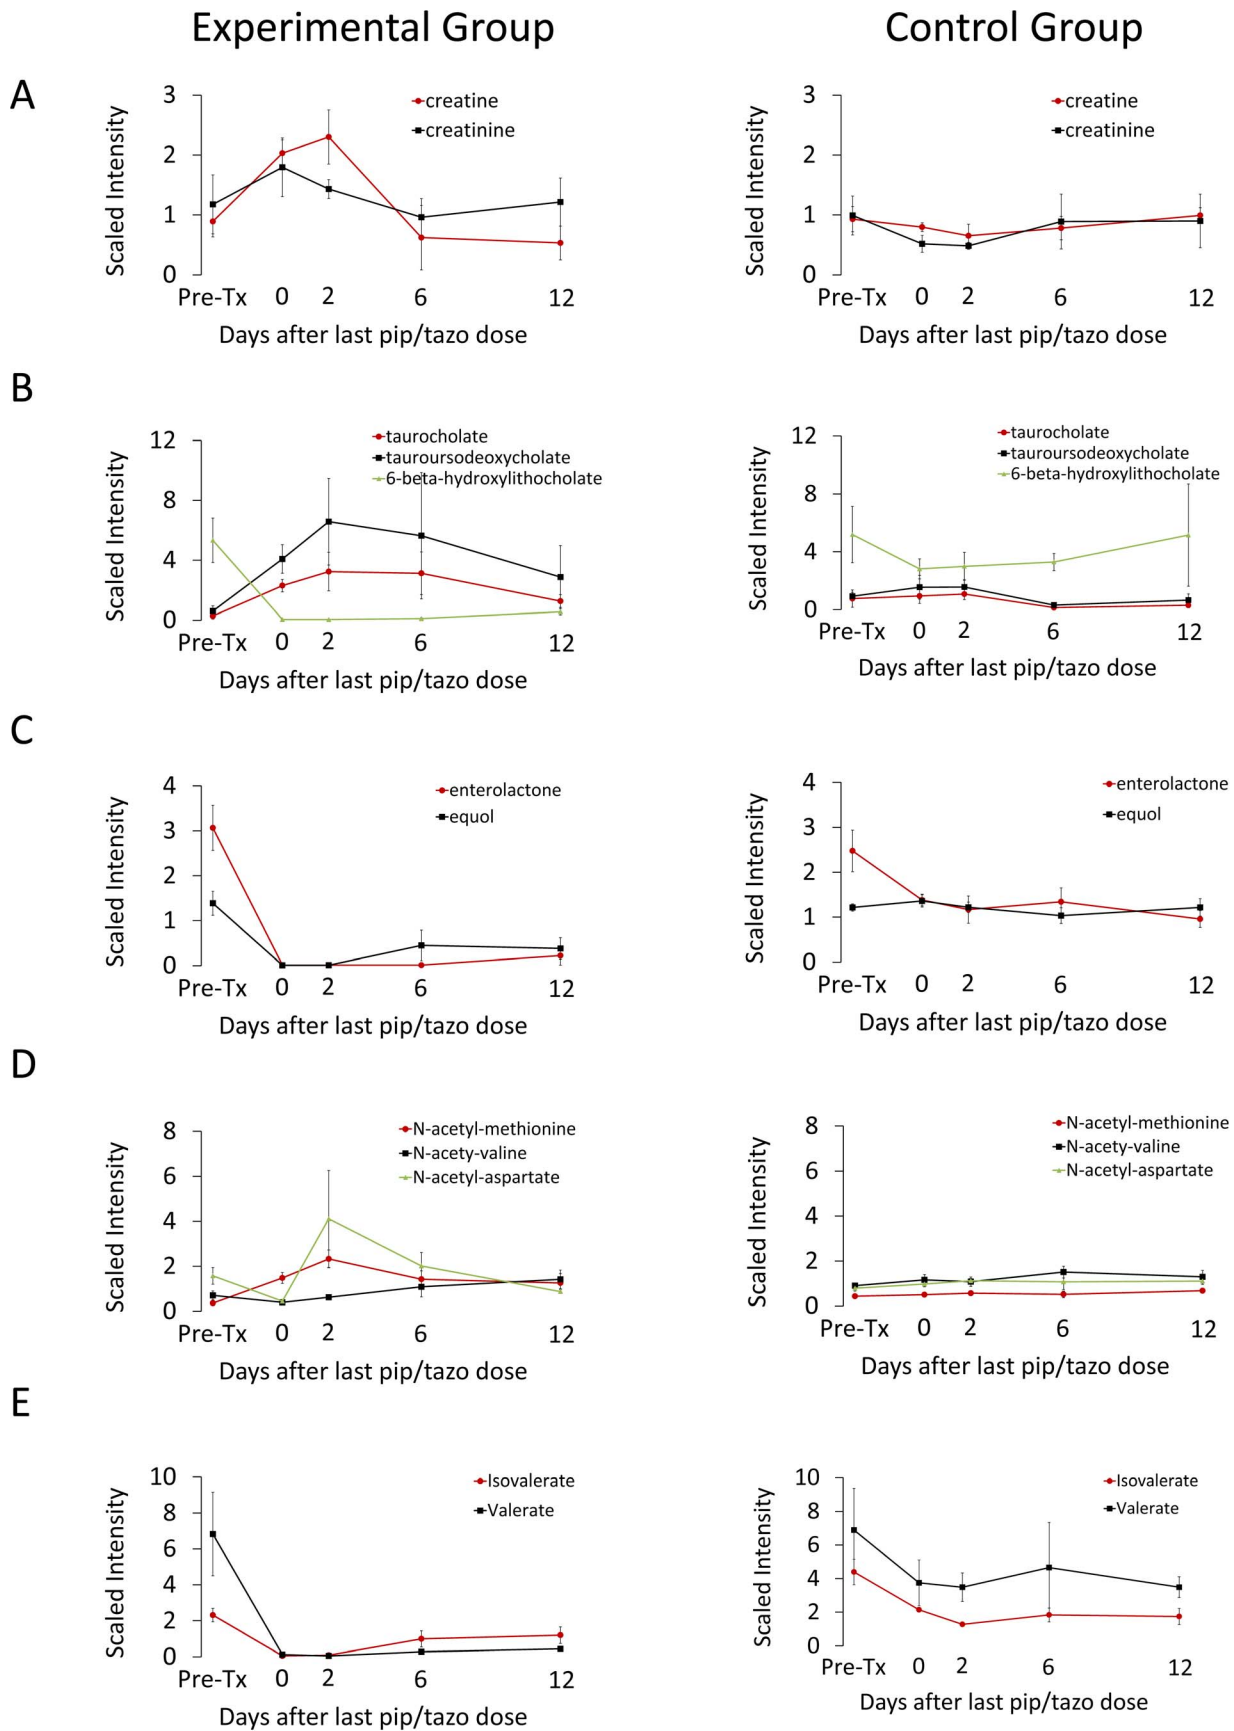 Experimental Group Control Group
A
Scaled Intensity
3
2
1
0
creatine
creatinine
Pre-Tx 0 2 6 12
Days after last pip/tazo dose
Scaled Intensity
3
2
1
0
creatine
creatinine
Pre-Tx 0 2 6 12
Days after last pip/tazo dose
B
Scaled Intensity
12
8
4
0
taurocholate
tauroursodeoxycholate
6-beta-hydroxylithocholate
Pre-Tx 0 2 6 12
Days after last pip/tazo dose
Scaled Intensity
12
8
4
0
taurocholate
tauroursodeoxycholate
6-beta-hydroxylithocholate
Pre-Tx 0 2 6 12
Days after last pip/tazo dose
C
Scaled Intensity
4
3
2
1
0
enterolactone
equol
Pre-Tx 0 2 6 12
Days after last pip/tazo dose
Scaled Intensity
4
3
2
1
0
enterolactone
equol
Pre-Tx 0 2 6 12
Days after last pip/tazo dose
D
Scaled Intensity
8
6
4
2
0
N-acetyl-methionine
N-acety-valine
N-acetyl-aspartate
Pre-Tx 0 2 6 12
Days after last pip/tazo dose
Scaled Intensity
8
6
4
2
0
N-acetyl-methionine
N-acety-valine
N-acetyl-aspartate
Pre-Tx 0 2 6 12
Days after last pip/tazo dose
E
Scaled Intensity
10
8
6
4
2
0
Isovalerate
Valerate
Pre-Tx 0 2 6 12
Days after last pip/tazo dose
Scaled Intensity
10
8
6
4
2
0
Isovalerate
Valerate
Pre-Tx 0 2 6 12
Days after last pip/tazo dose